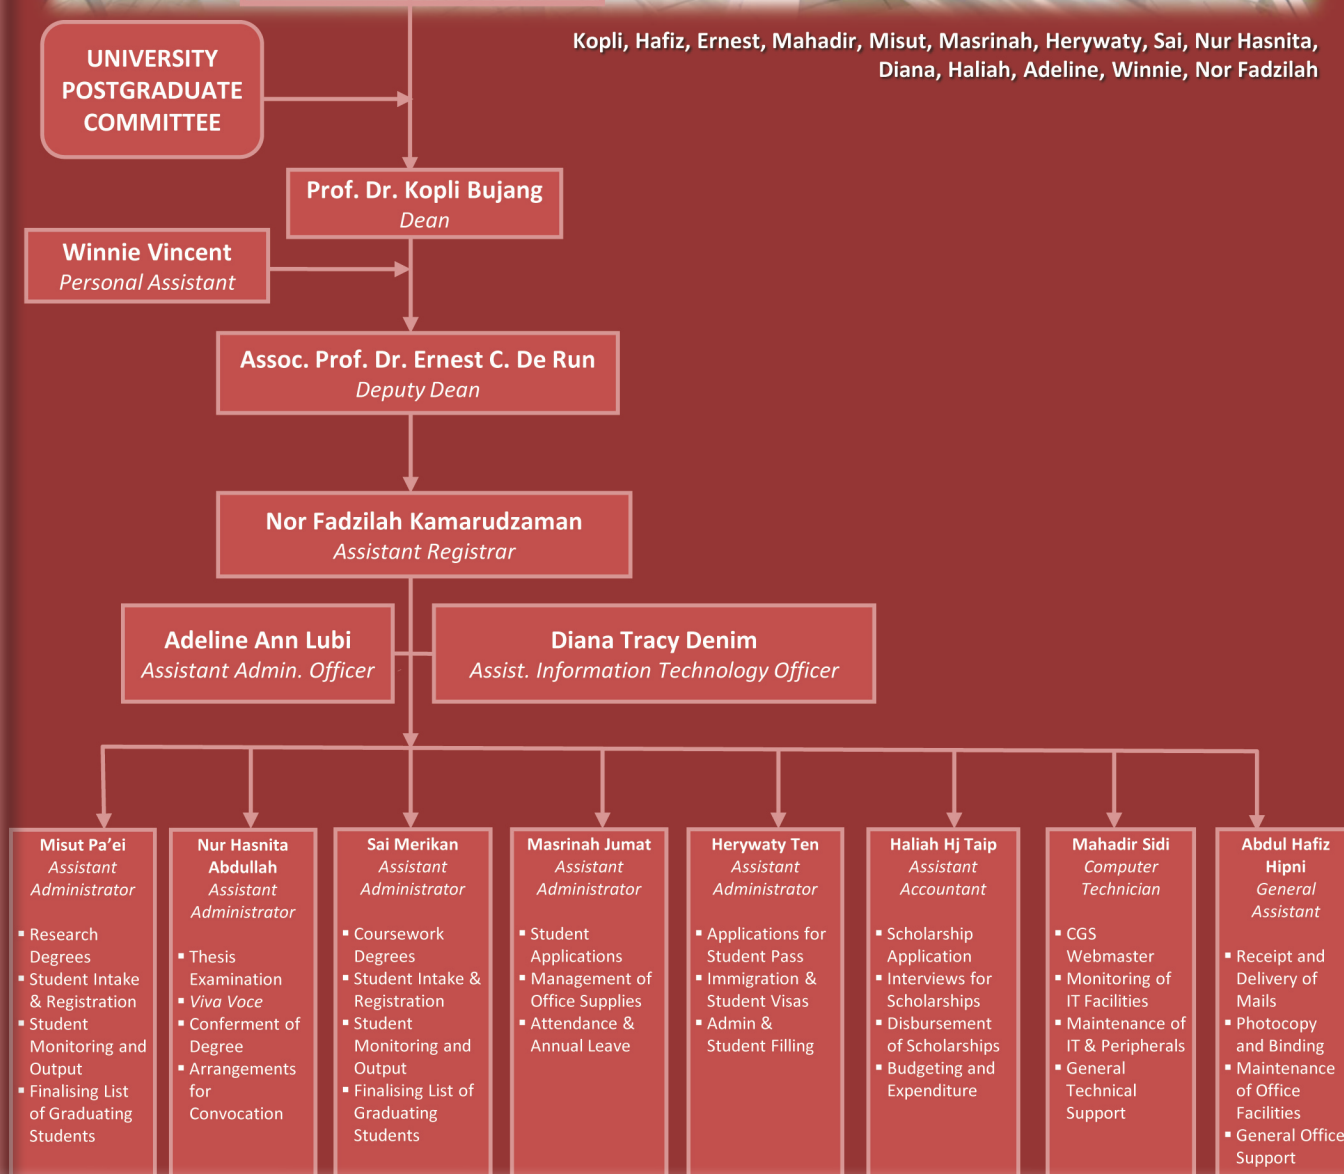 Kopli, Hafiz, Ernest, Mahadir, Misut, Masrinah, Herywaty, Sai, Nur Hasnita,
Diana, Haliah, Adeline, Winnie, Nor Fadzilah
UNIVERSITY
POSTGRADUATE
COMMITTEE
Prof. Dr. Kopli Bujang
Dean
Winnie Vincent
Personal Assistant
Assoc. Prof. Dr. Ernest C. De Run
Deputy Dean
Nor Fadzilah Kamarudzaman
Assistant Registrar
Adeline Ann Lubi
Assistant Admin. Officer
Diana Tracy Denim
Assist. Information Technology Officer
Misut Pa’ei
Assistant
Administrator
▪ Research
Degrees
▪ Student Intake
& Registration
▪ Student
Monitoring and
Output
▪ Finalising List
of Graduating
Students
Nur Hasnita
Abdullah
Assistant
Administrator
▪ Thesis
Examination
▪ Viva Voce
▪ Conferment of
Degree
▪ Arrangements
for
Convocation
Sai Merikan
Assistant
Administrator
▪ Coursework
Degrees
▪ Student Intake &
Registration
▪ Student
Monitoring and
Output
▪ Finalising List of
Graduating
Students
Masrinah Jumat
Assistant
Administrator
▪ Student
Applications
▪ Management of
Office Supplies
▪ Attendance &
Annual Leave
Herywaty Ten
Assistant
Administrator
▪ Applications for
Student Pass
▪ Immigration &
Student Visas
▪ Admin &
Student Filling
Haliah Hj Taip
Assistant
Accountant
▪ Scholarship
Application
▪ Interviews for
Scholarships
▪ Disbursement
of Scholarships
▪ Budgeting and
Expenditure
Mahadir Sidi
Computer
Technician
▪ CGS
Webmaster
▪ Monitoring of
IT Facilities
▪ Maintenance of
IT & Peripherals
▪ General
Technical
Support
Abdul Hafiz
Hipni
General
Assistant
▪ Receipt and
Delivery of
Mails
▪ Photocopy
and Binding
▪ Maintenance
of Office
Facilities
▪ General Office
Support